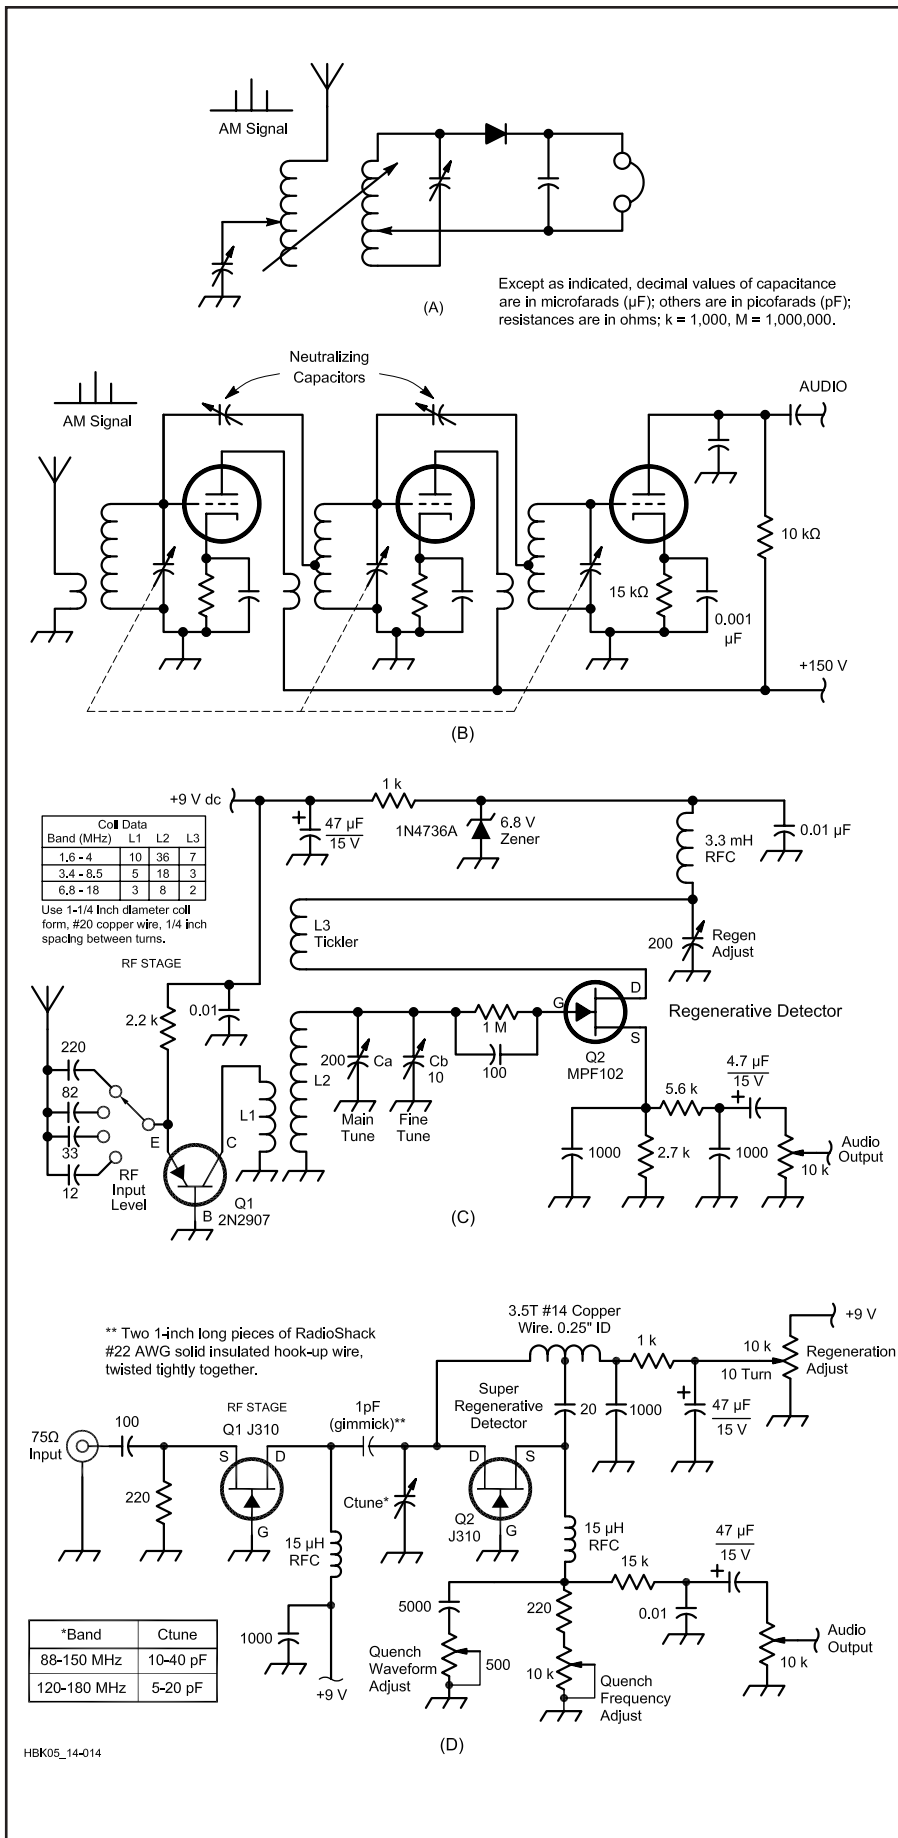 AM Signal
(A)
Except as indicated, decimal values of capacitance
are in microfarads (µF); others are in picofarads (pF);
resistances are in ohms; k = 1,000, M = 1,000,000.
Neutralizing
Capacitors
AM Signal
AUDIO
10 kΩ
15 kΩ
0.001
µF
+150 V
(B)
+9 V dc
1 k
47 µF
15 V
+
1N4736A
6.8 V
Zener
3.3 mH
RFC
0.01 µF
Coil Data
Band (MHz) L1 L2 L3
1.6 - 4 10 36 7
3.4 - 8.5 5 18 3
6.8 - 18 3 8 2
Use 1-1/4 inch diameter coil
form, #20 copper wire, 1/4 inch
spacing between turns.
RF STAGE
L3
Tickler
200
Regen
Adjust
2.2 k
0.01
G
D
S
Regenerative Detector
1 M
100
Q2
MPF102
220
82
33
12
RF
Input
Level
E
C
B
Q1
2N2907
L1
L2
200
Ca
Main
Tune
Cb
10
Fine
Tune
1000
2.7 k
5.6 k
1000
4.7 µF
15 V
+
10 k
Audio
Output
(C)
** Two 1-inch long pieces of RadioShack
#22 AWG solid insulated hook-up wire,
twisted tightly together.
3.5T #14 Copper
Wire. 0.25" ID
1 k
10 k
10 Turn
+9 V
Regeneration
Adjust
RF STAGE
Q1 J310
1pF
(gimmick)**
Super
Regenerative
Detector
20
1000
+
47 µF
15 V
75Ω
Input
100
220
S
D
G
Ctune*
D
S
Q2
J310
G
15 µH
RFC
15 µH
RFC
1000
+9 V
5000
220
15 k
0.01
47 µF
15 V
+
10 k
Audio
Output
Quench
Waveform
Adjust
500
10 k
Quench
Frequency
Adjust
*Band Ctune
88-150 MHz 10-40 pF
120-180 MHz 5-20 pF
(D)
HBK05_14-014